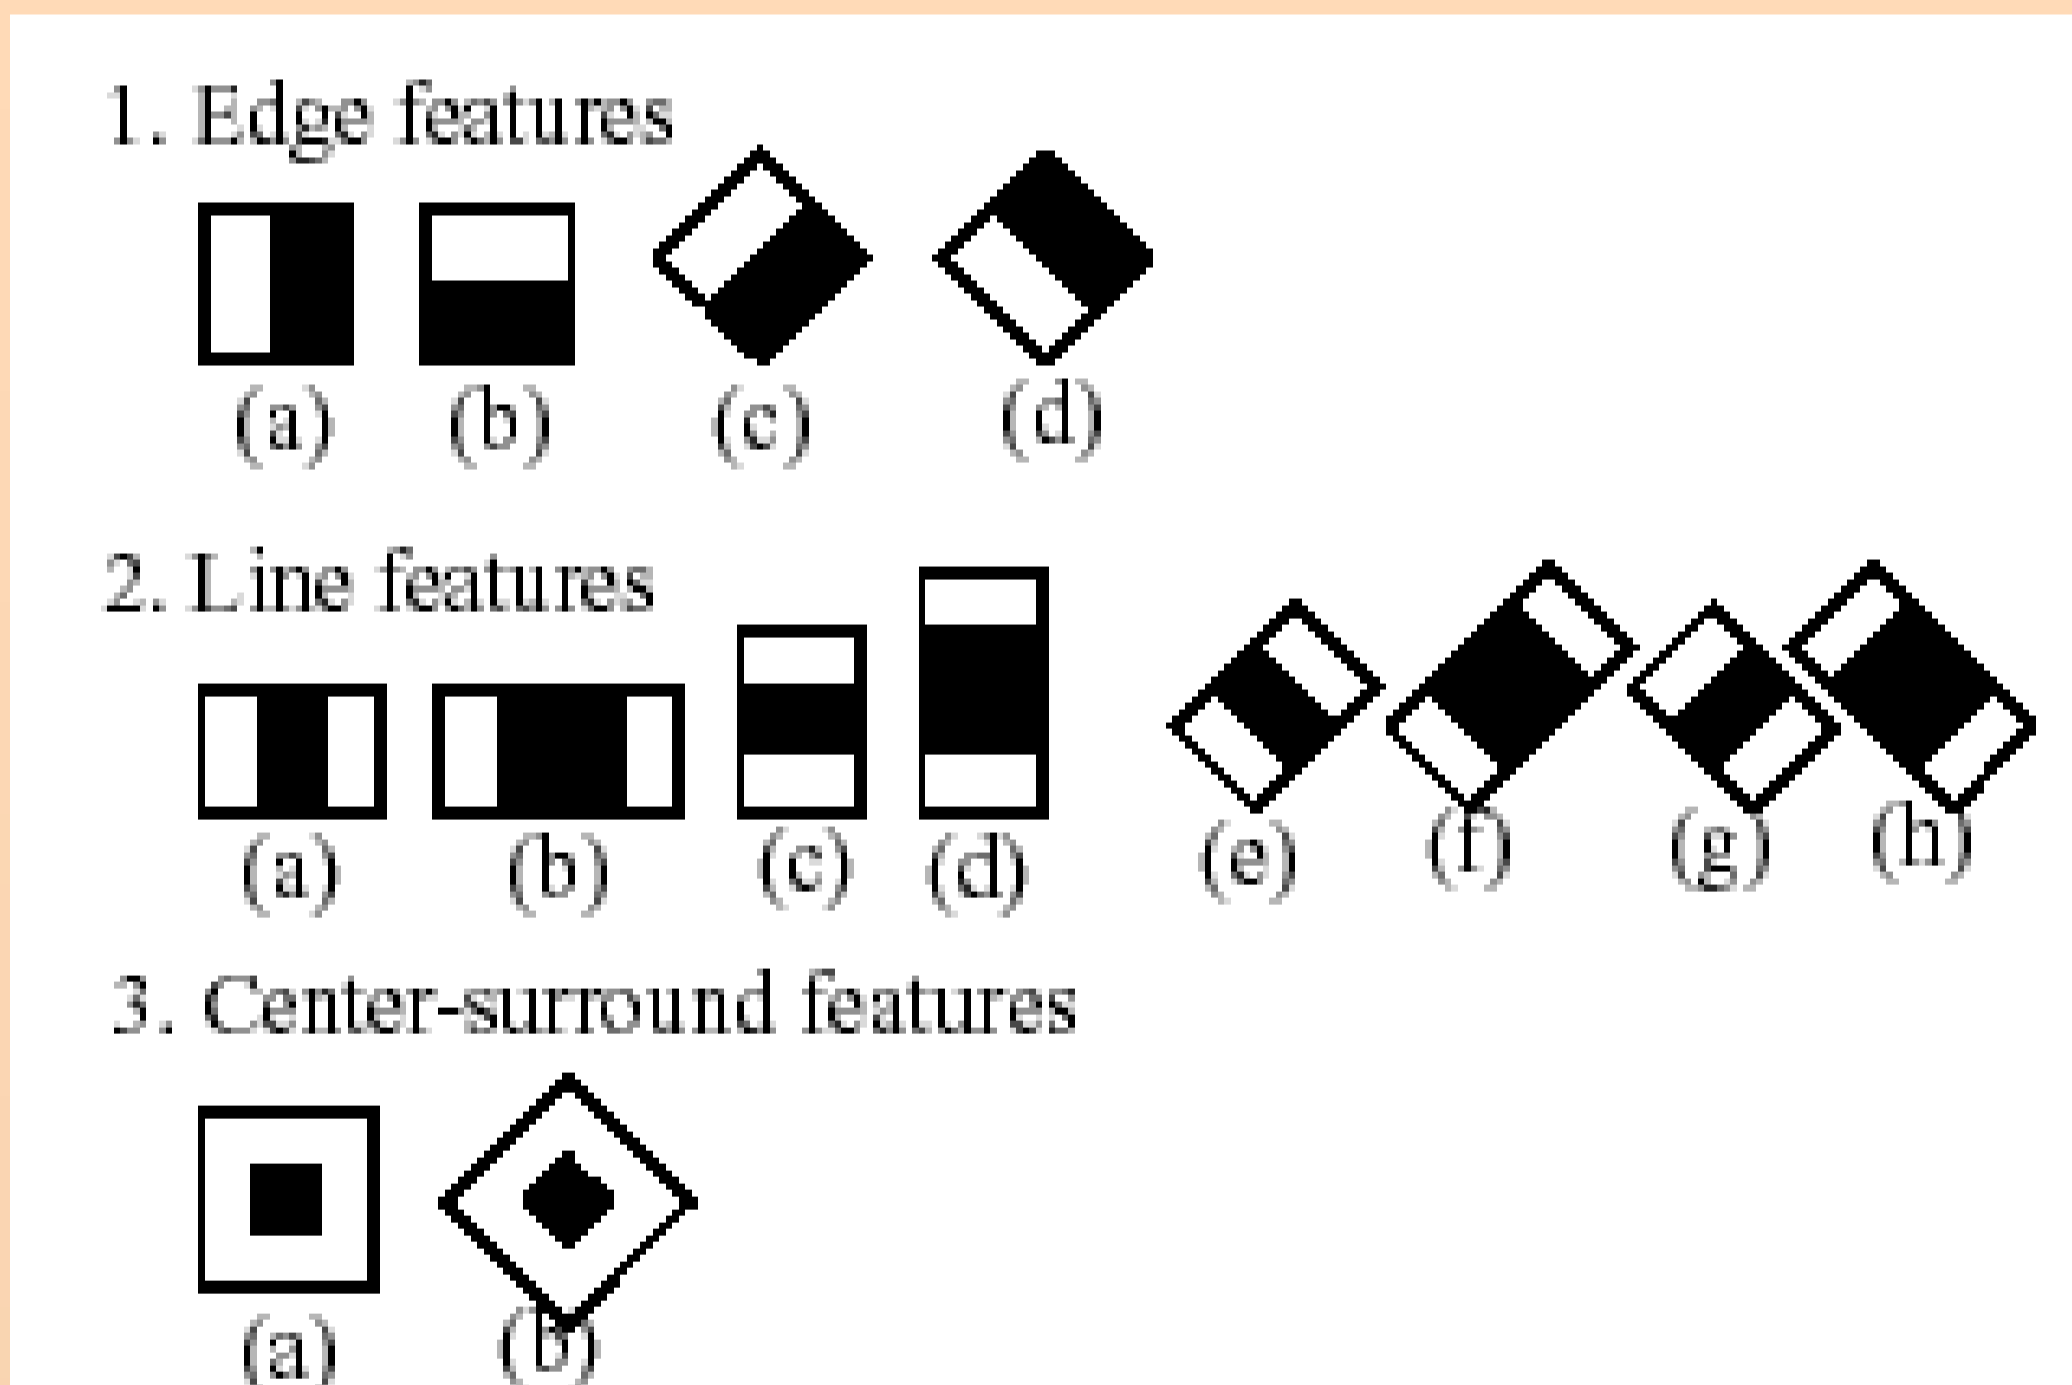 1. Edge features
(a) (b) (c) (d)
2. Line features
(a) (b) (c) (d) (e) (f) (g) (h)
3. Center-surround features
(a) (b)